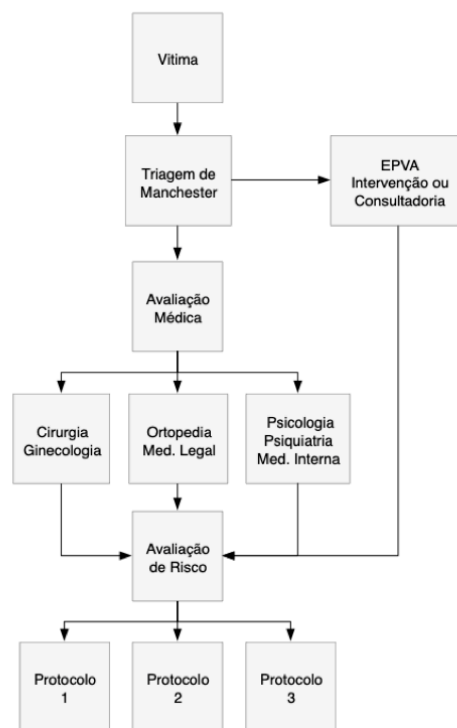 Vitima
Triagem de
Manchester
EPVA
Intervenção ou
Consultadoria
Avaliação
Médica
Cirurgia
Ginecologia
Ortopedia
Med. Legal
Psicologia
Psiquiatria
Med. Interna
Avaliação
de Risco
Protocolo
1
Protocolo
2
Protocolo
3